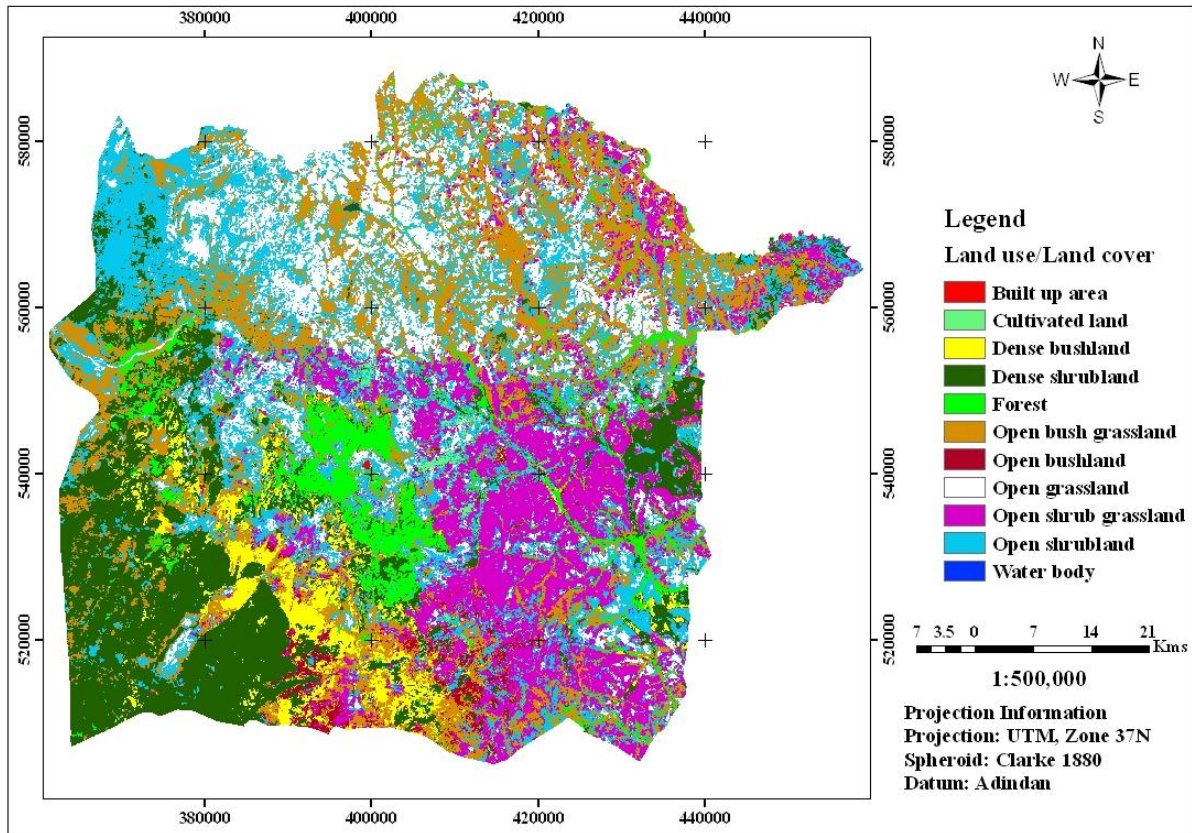 380000 400000 420000 440000
N
W E
S
580000 580000
560000 560000
540000 540000
520000 520000
380000 400000 420000 440000
Legend
Land use/Land cover
Built up area
Cultivated land
Dense bushland
Dense shrubland
Forest
Open bush grassland
Open bushland
Open grassland
Open shrub grassland
Open shrubland
Water body
7 3.5 0 7 14 21
Kms
1:500,000
Projection Information
Projection: UTM, Zone 37N
Spheroid: Clarke 1880
Datum: Adindan